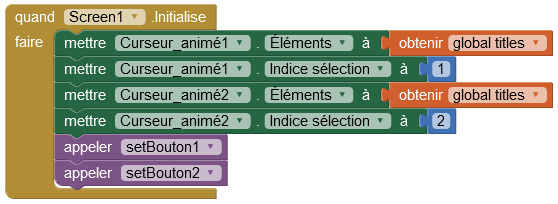 quand Screen1 .Initialise
faire mettre Curseur_animé1 . Éléments à obtenir global titles
mettre Curseur_animé1 . Indice sélection à 1
mettre Curseur_animé2 . Éléments à obtenir global titles
mettre Curseur_animé2 . Indice sélection à 2
appeler setBouton1
appeler setBouton2